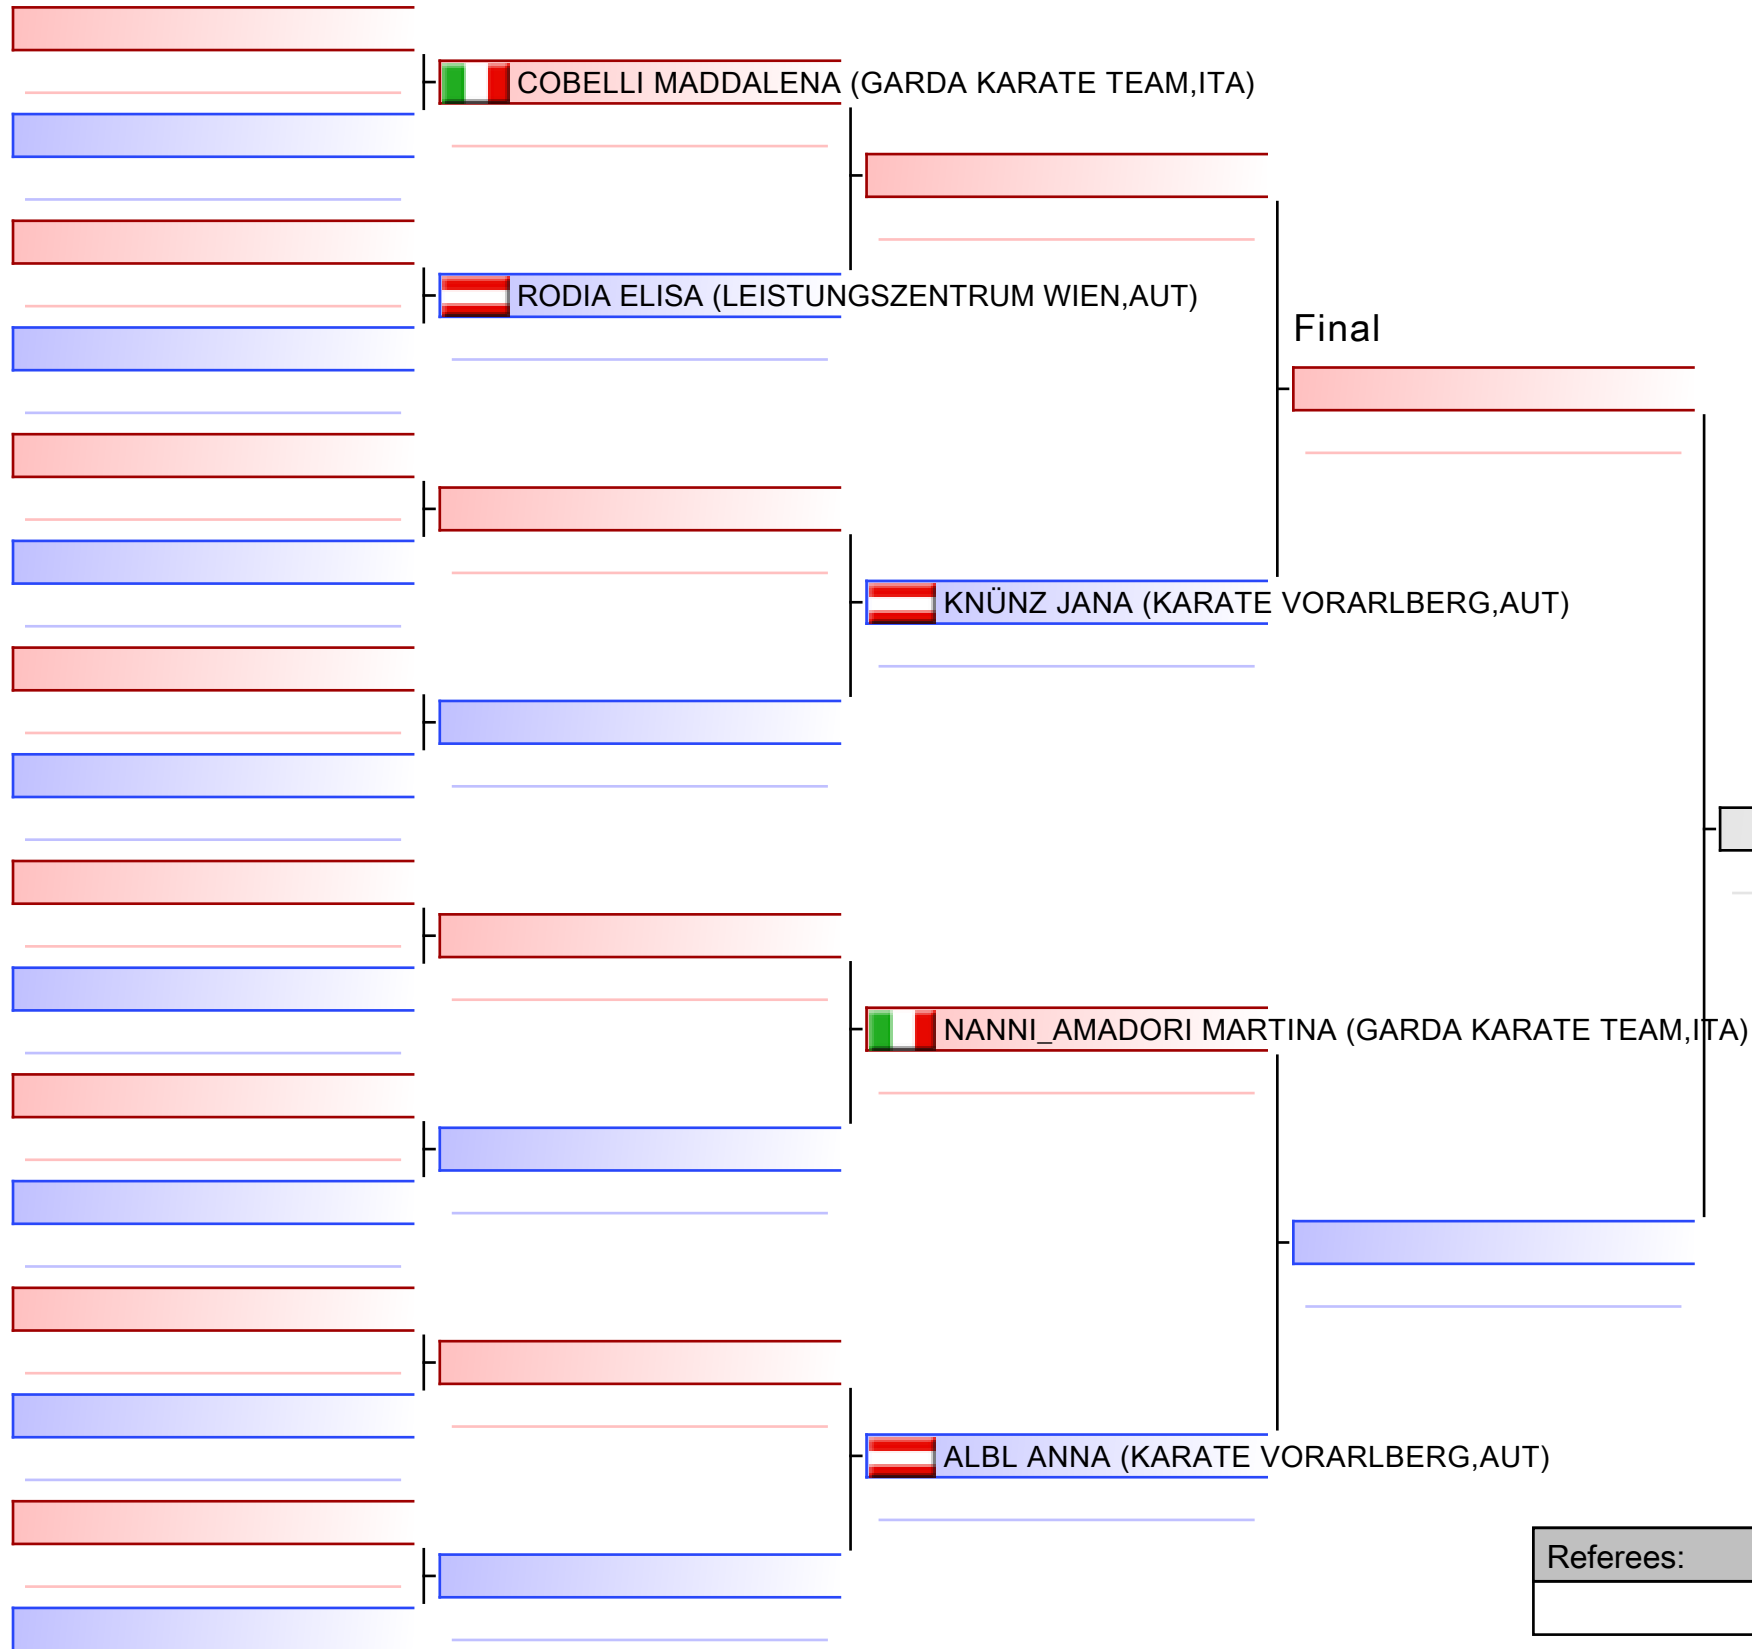 COBELLI MADDALENA (GARDA KARATE TEAM,ITA)
RODIA ELISA (LEISTUNGSZENTRUM WIEN,AUT)
Final
KNÜNZ JANA (KARATE VORARLBERG,AUT)
NANNI_AMADORI MARTINA (GARDA KARATE TEAM,ITA)
ALBL ANNA (KARATE VORARLBERG,AUT)
Referees: